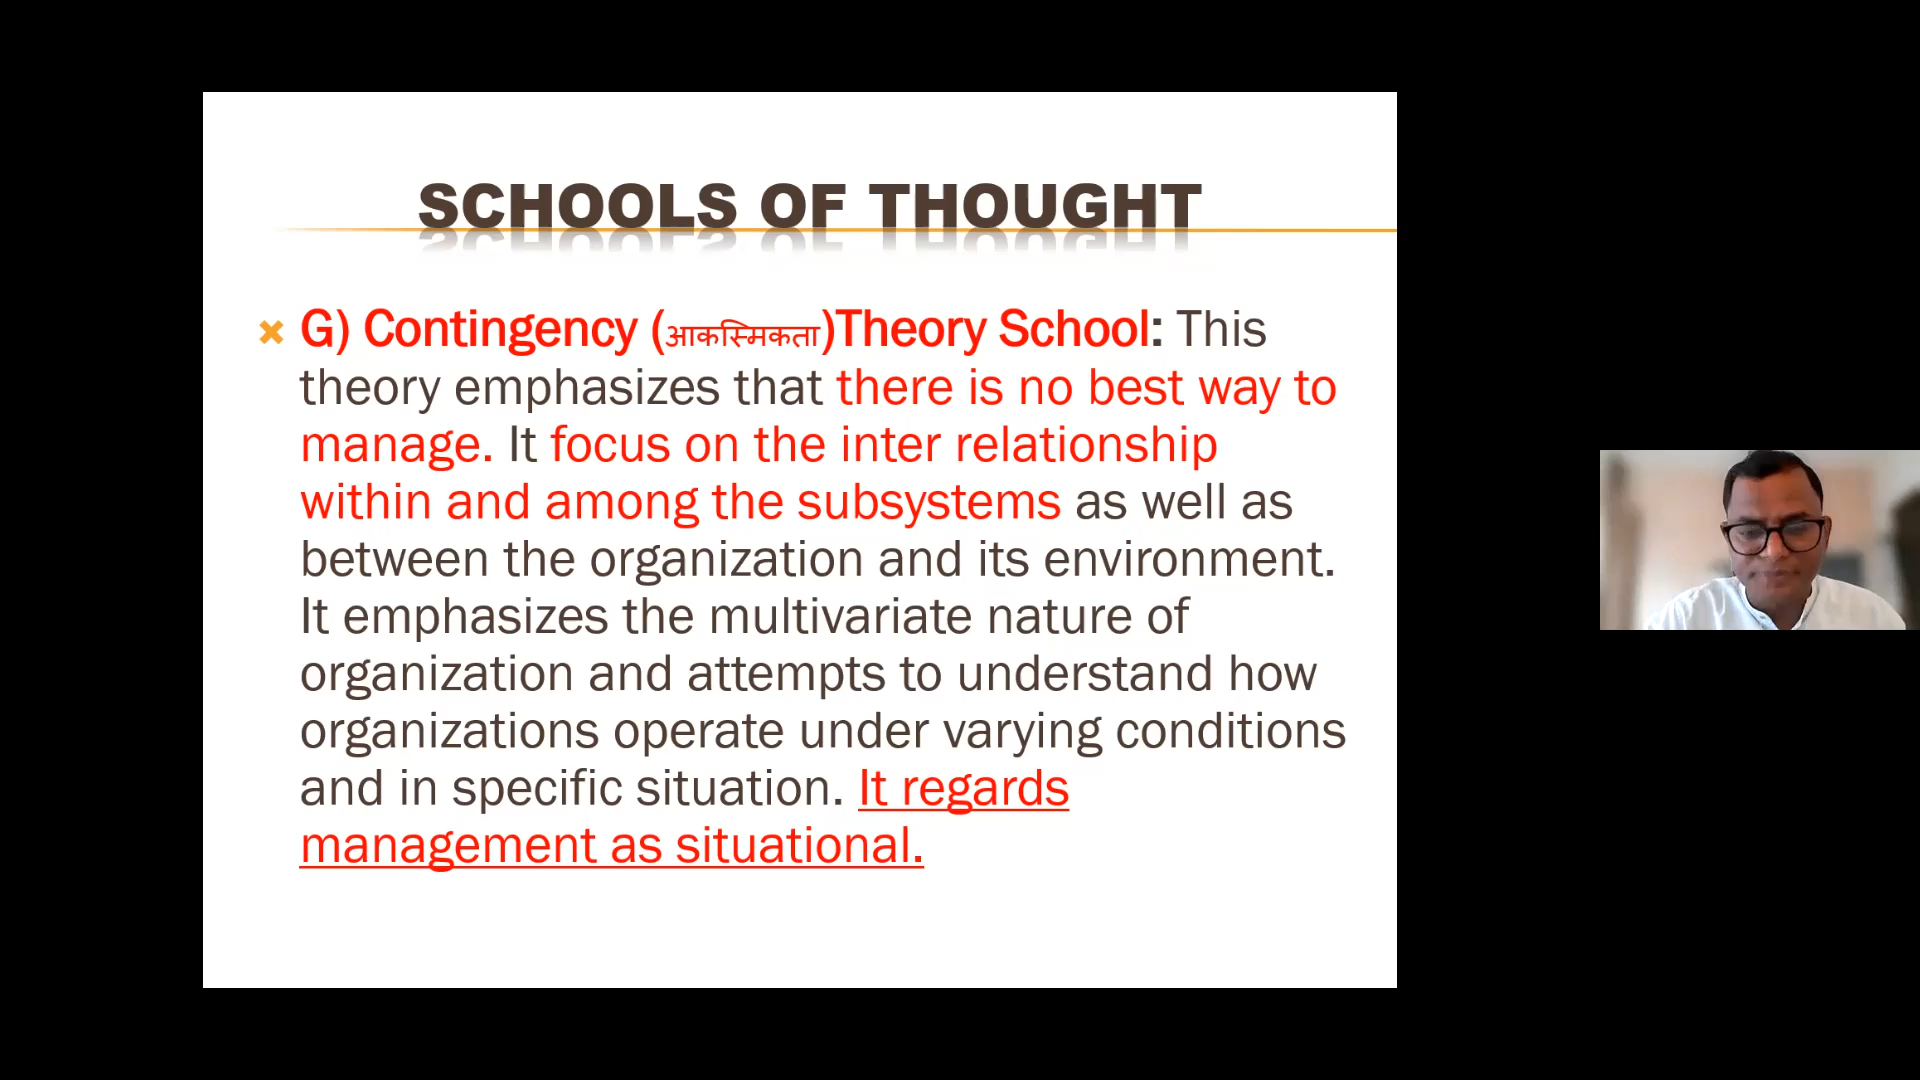 SCHOOLS OF THOUGHT
G) Contingency (आकस्मिकता)Theory School: This
theory emphasizes that there is no best way to
manage. It focus on the inter relationship
within and among the subsystems as well as
between the organization and its environment.
It emphasizes the multivariate nature of
organization and attempts to understand how
organizations operate under varying conditions
and in specific situation. It regards
management as situational.